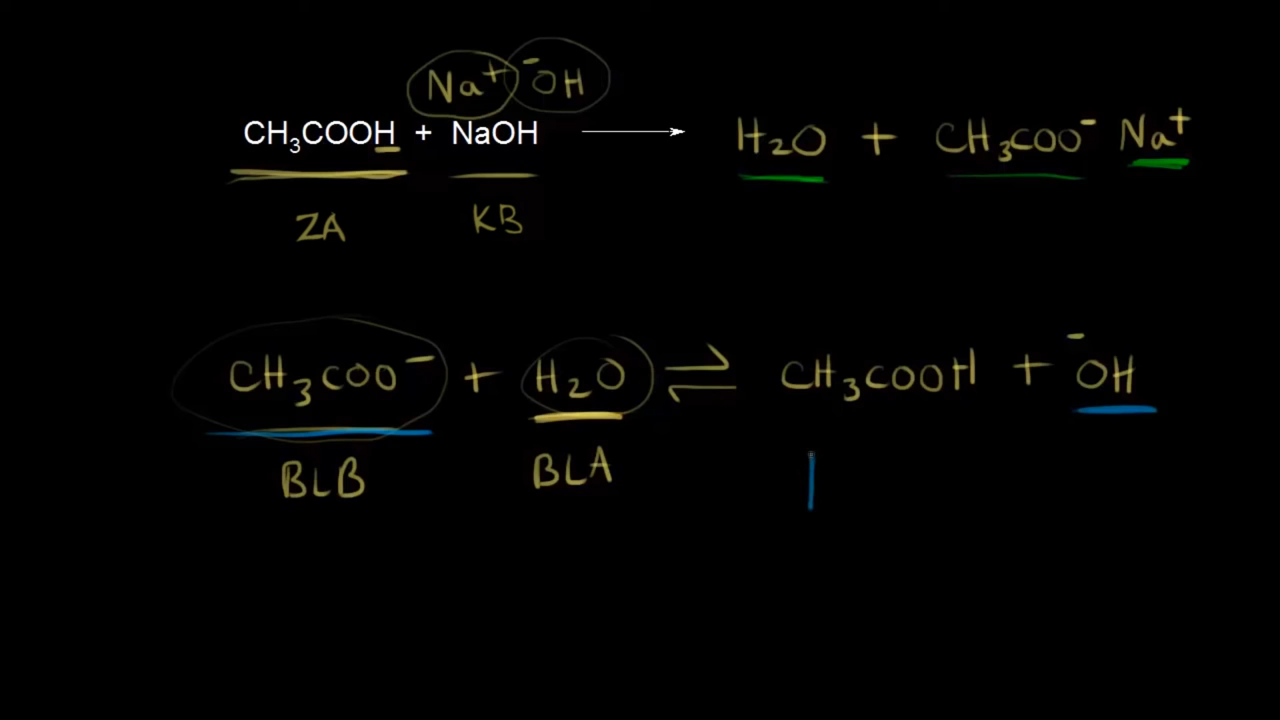 Na⁺ ⁻OH
CH₃COOH + NaOH → H₂O + CH₃COO⁻ Na⁺
ZA KB
CH₃COO⁻ + H₂O ⇌ CH₃COOH + ⁻OH
BLB BLA